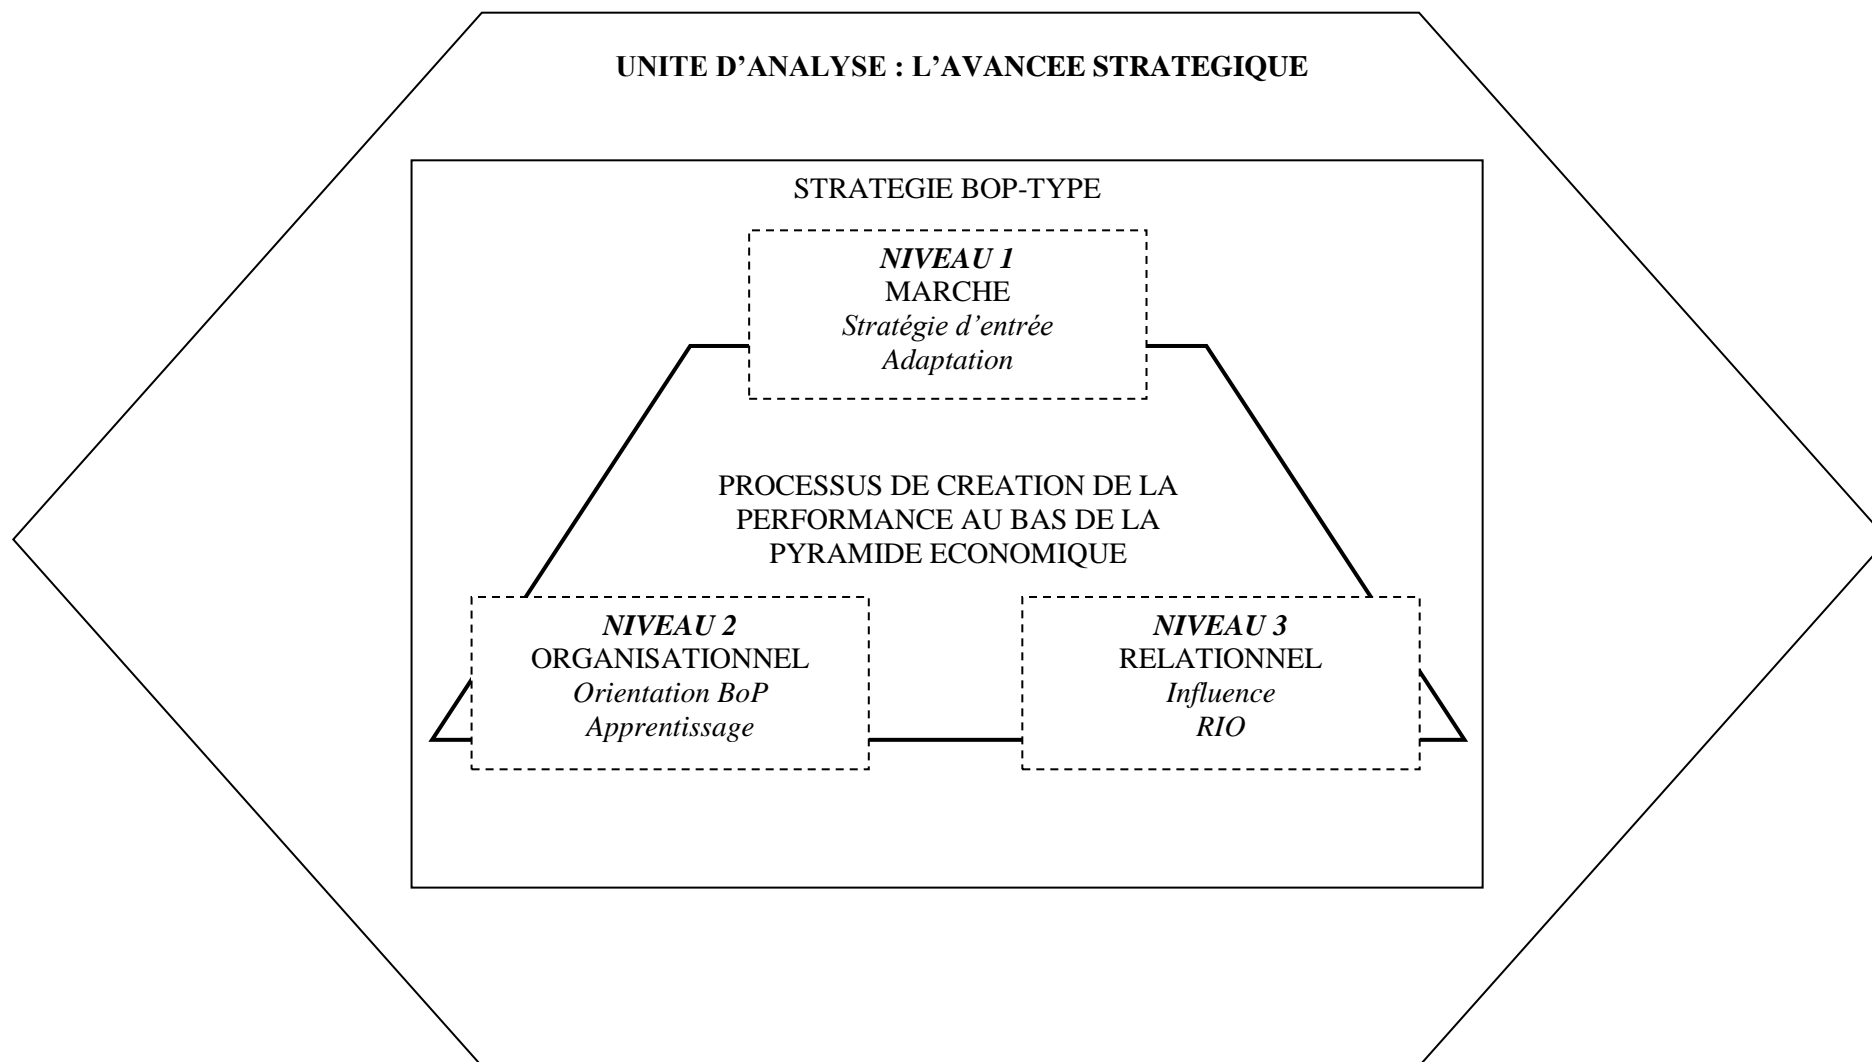 UNITE D’ANALYSE : L’AVANCEE STRATEGIQUE
STRATEGIE BOP-TYPE
NIVEAU 1
MARCHE
Stratégie d’entrée
Adaptation
PROCESSUS DE CREATION DE LA
PERFORMANCE AU BAS DE LA
PYRAMIDE ECONOMIQUE
NIVEAU 2
ORGANISATIONNEL
Orientation BoP
Apprentissage
NIVEAU 3
RELATIONNEL
Influence
RIO